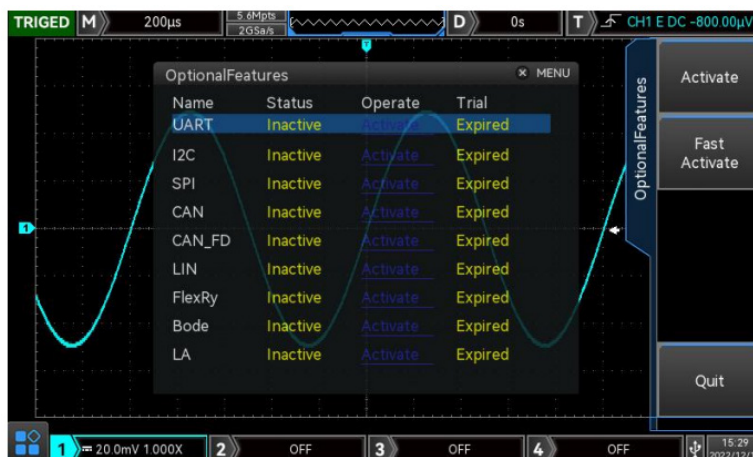 TRIGED M 200μs 5.6Mpts D 0s T CH1 E DC -800.00μV
2GSa/s
T
OptionalFeatures MENU
Name Status Operate Trial
UART Inactive Activate Expired
I2C Inactive Activate Expired
SPI Inactive Activate Expired
CAN Inactive Activate Expired
CAN_FD Inactive Activate Expired
LIN Inactive Activate Expired
FlexRy Inactive Activate Expired
Bode Inactive Activate Expired
LA Inactive Activate Expired
1
OptionalFeatures
Activate
Fast
Activate
Quit
1 20.0mV 1.000X 2 OFF 3 OFF 4 OFF 15:29